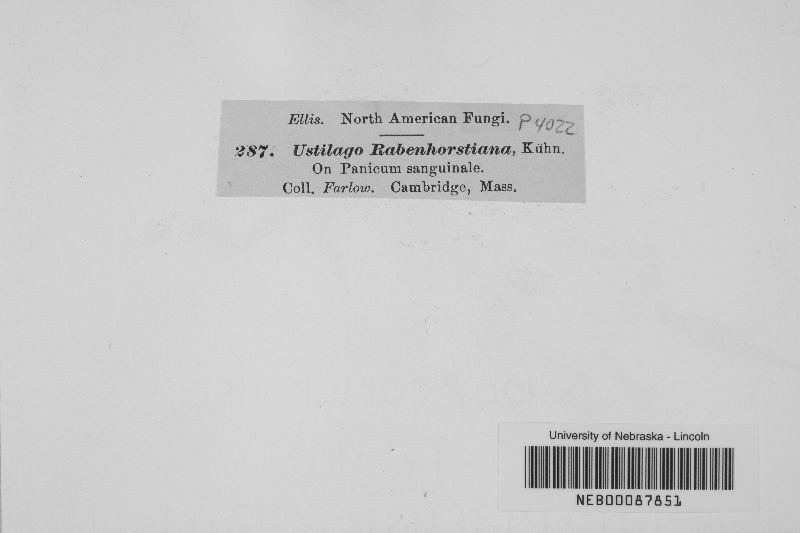 Ellis. North American Fungi. P4022
287. Ustilago Rabenhorstiana, Kühn.
On Panicum sanguinale.
Coll. Farlow. Cambridge, Mass.
University of Nebraska - Lincoln
NEB00087851